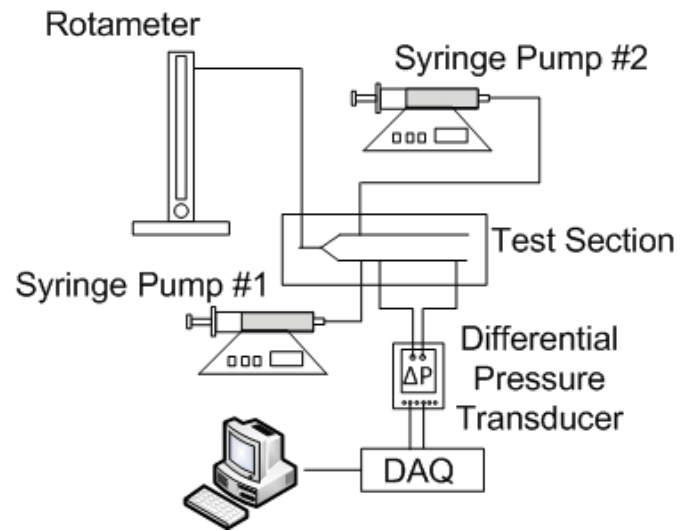 Rotameter
Syringe Pump #2
Test Section
Syringe Pump #1
Differential
Pressure
Transducer
ΔP
DAQ